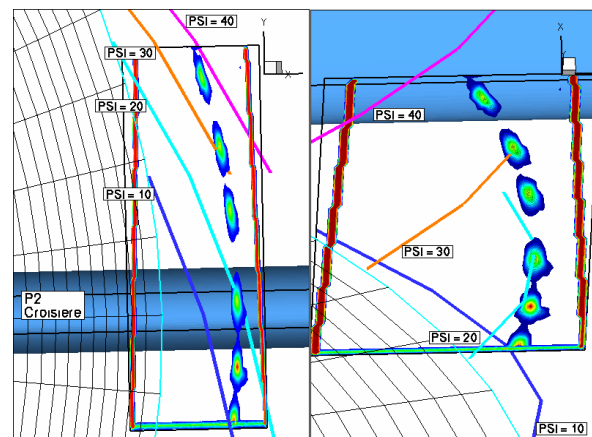 PSI = 40
Y
PSI = 30
X
PSI = 20
PSI = 10
P2
Croisiere
X
Y
PSI = 40
PSI = 30
PSI = 20
PSI = 10